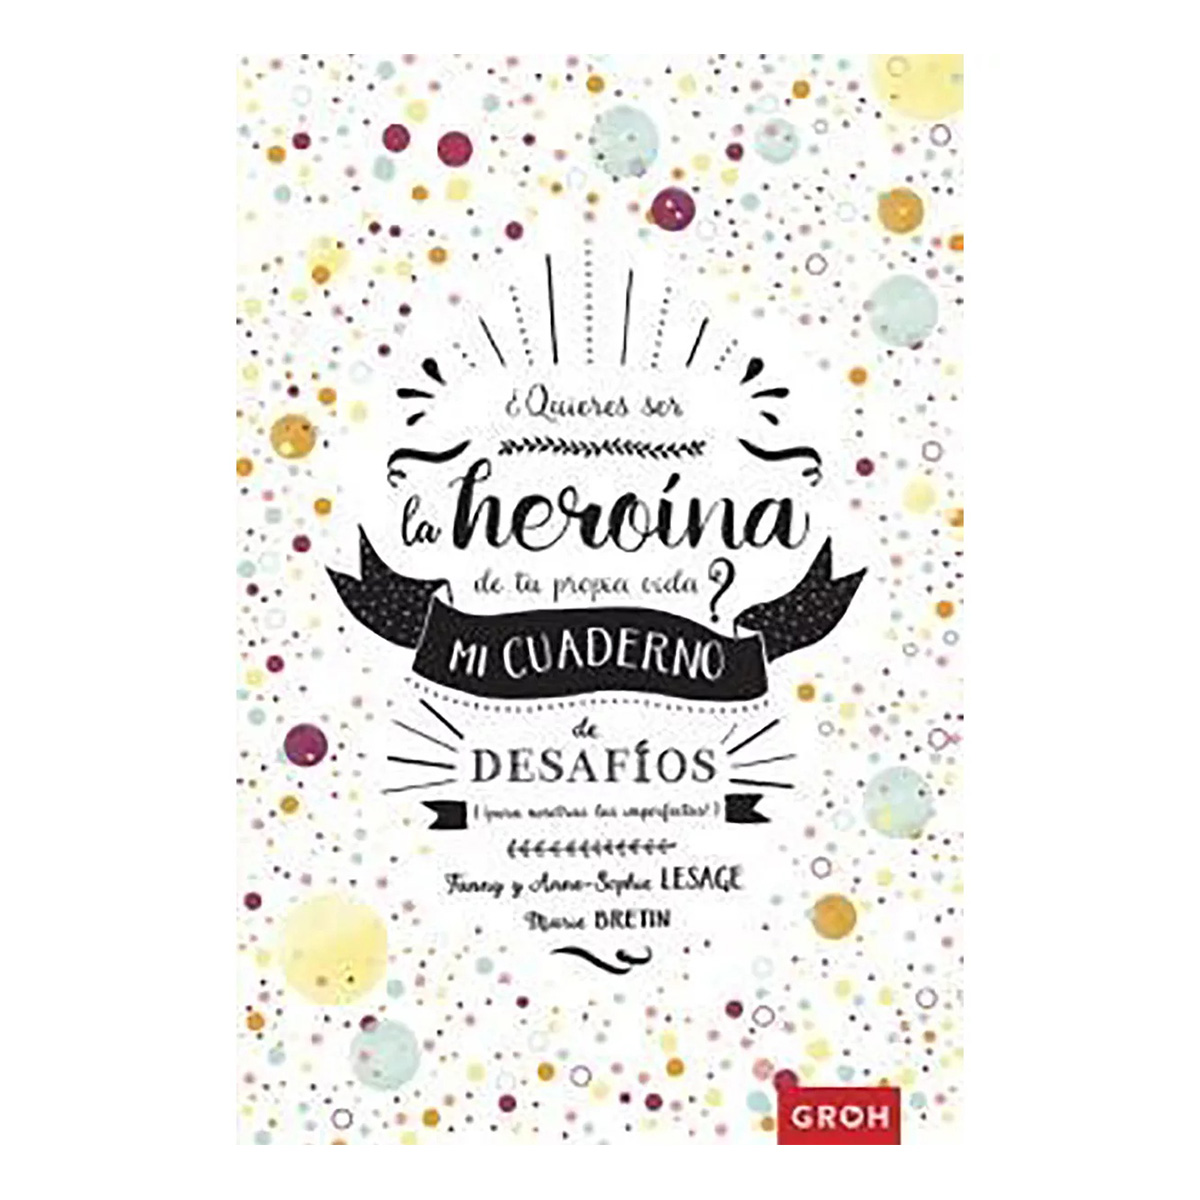 ¿Quieres ser
la heroína
de tu propia vida?
MI CUADERNO
de
DESAFÍOS
(¡para nosotras las imperfectas!)
Fanny y Anne-Sophie LESAGE
Marie BRETIN
GROH